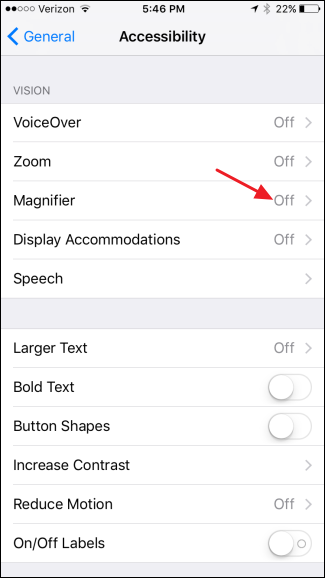 Verizon 5:46 PM 22%
General Accessibility
VISION
VoiceOver Off
Zoom Off
Magnifier Off
Display Accommodations Off
Speech
Larger Text Off
Bold Text
Button Shapes
Increase Contrast
Reduce Motion Off
On/Off Labels